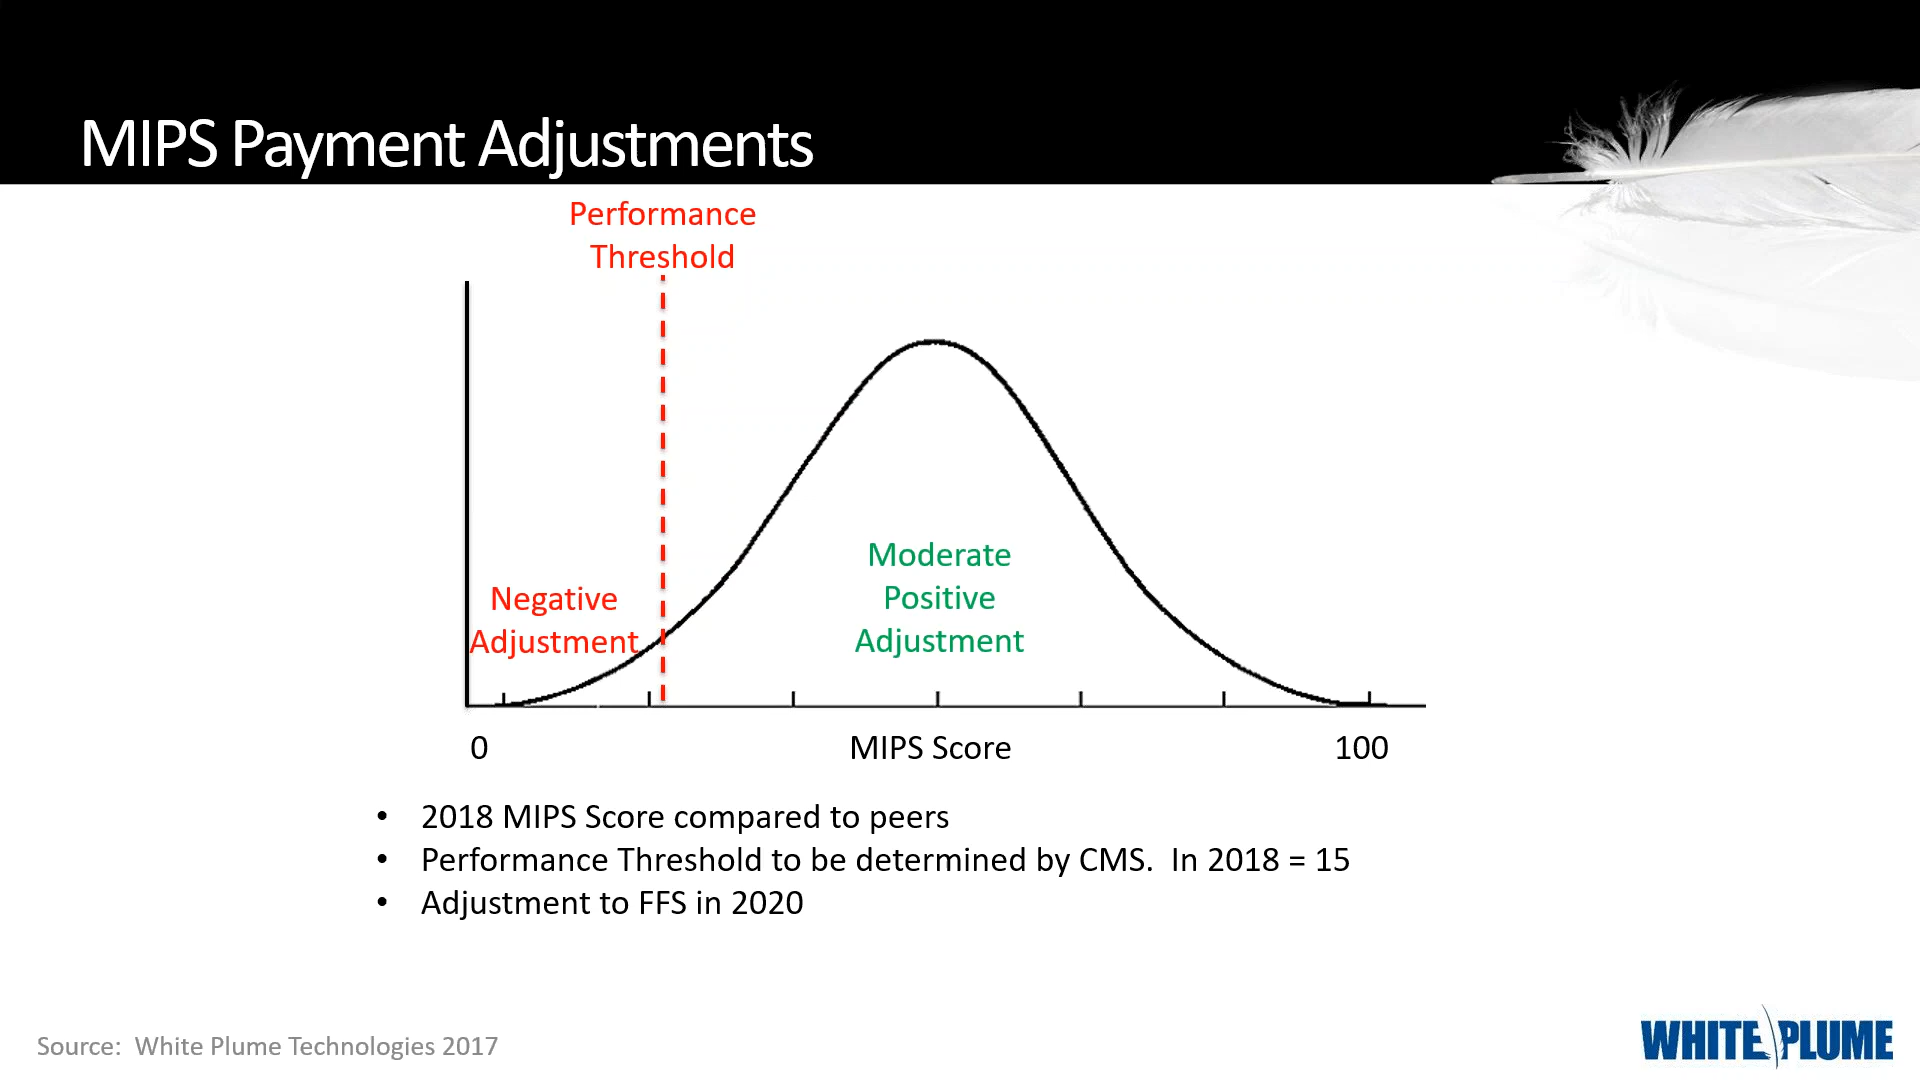 MIPS Payment Adjustments
Performance
Threshold
Negative
Adjustment
Moderate
Positive
Adjustment
0
MIPS Score
100
• 2018 MIPS Score compared to peers
• Performance Threshold to be determined by CMS.  In 2018 = 15
• Adjustment to FFS in 2020
Source:  White Plume Technologies 2017
WHITE PLUME